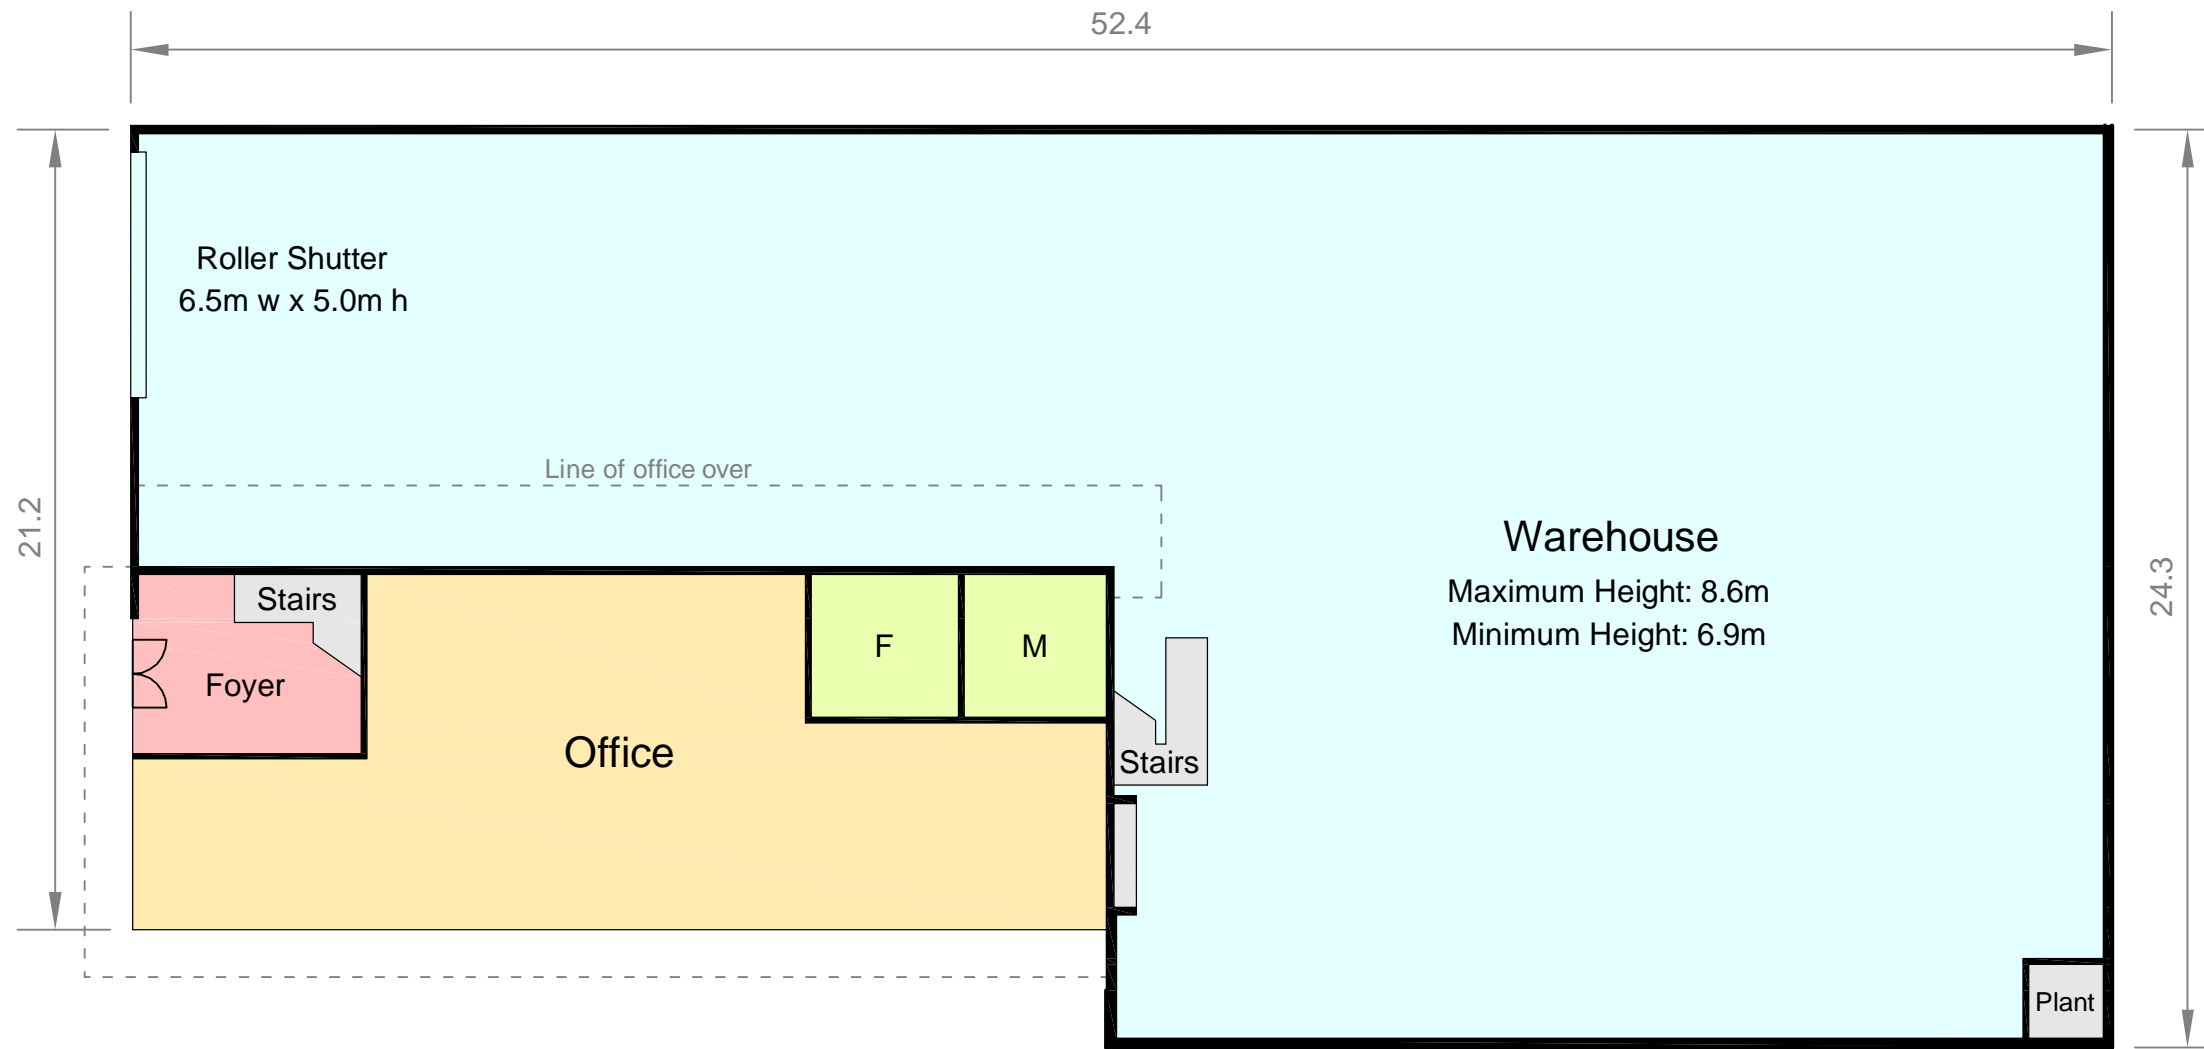 52.4
Roller Shutter
6.5m w x 5.0m h
Line of office over
21.2
Warehouse
Maximum Height: 8.6m
Minimum Height: 6.9m
24.3
Stairs
F
M
Foyer
Office
Stairs
Plant